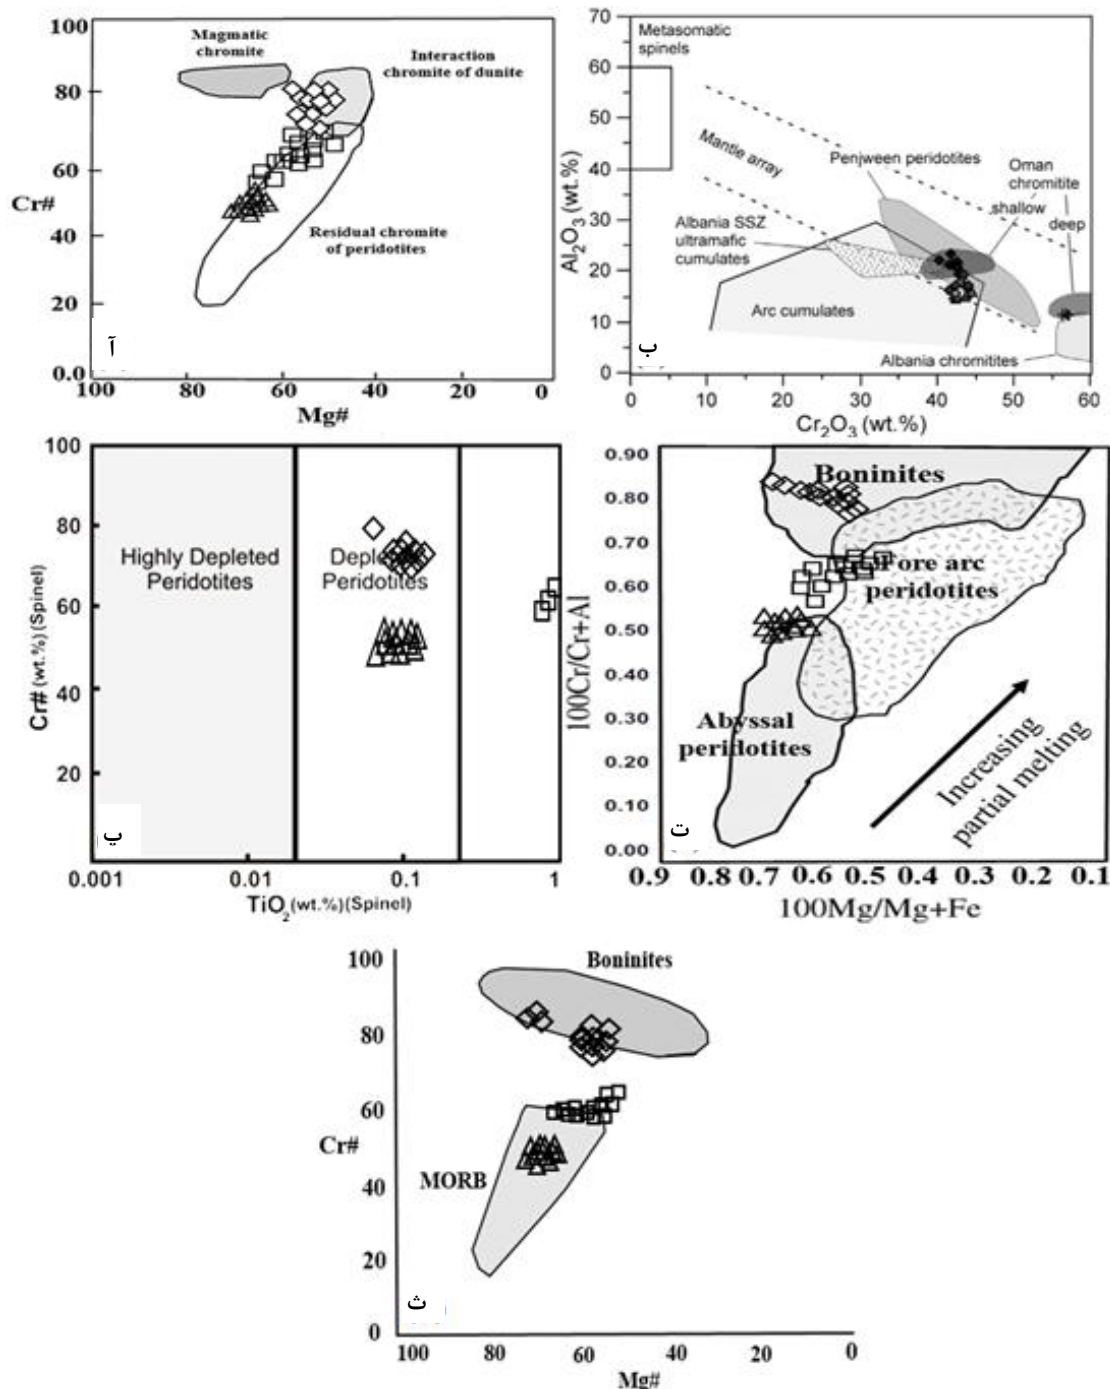 100
80
60
40
20
0.0
Cr#
Magmatic
chromite
Interaction
chromite of dunite
Residual chromite
of peridotites
آ
100
80
60
40
20
0
Mg#
70
60
50
40
30
20
10
0
Al2O3 (wt.%)
Metasomatic
spinels
Mantle array
Penjween peridotites
Oman
chromitite
shallow
deep
Albania SSZ
ultramafic
cumulates
Arc cumulates
Albania chromitites
ب
0
10
20
30
40
50
60
Cr2O3 (wt.%)
100
80
60
40
20
Cr# (wt.%) (Spinel)
Highly Depleted
Peridotites
Peridotites
0.001
0.01
0.1
1
TiO2 (wt.%) (Spinel)
0.90
0.80
0.70
0.60
0.50
0.30
0.20
0.10
0.00
100Cr/Cr+Al
Boninites
Fore arc
peridotites
Abyssal
peridotites
Increasing
partial melting
ت
0.9
0.8
0.7
0.6
0.5
0.4
0.3
0.2
0.1
100Mg/Mg+Fe
100
80
60
40
20
0
Cr#
Boninites
MORB
ث
100
80
60
40
20
0
Mg#